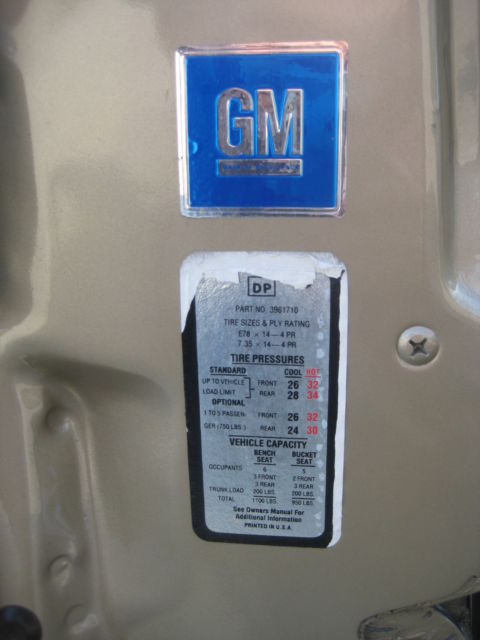 GM
DP
PART NO. 3961710
TIRE SIZES & PLY RATING
E78 × 14—4 PR
7.35 × 14—4 PR
TIRE PRESSURES
STANDARD COOL HOT
UP TO VEHICLE FRONT 26 32
LOAD LIMIT REAR 28 34
OPTIONAL
1 TO 5 PASSEN- FRONT 26 32
GER (750 LBS.) REAR 24 30
VEHICLE CAPACITY
BENCH BUCKET
SEAT SEAT
OCCUPANTS 6 5
3 FRONT 2 FRONT
3 REAR 3 REAR
TRUNK LOAD 200 LBS. 200 LBS.
TOTAL 1100 LBS. 950 LBS.
See Owners Manual For
Additional Information
PRINTED IN U.S.A.